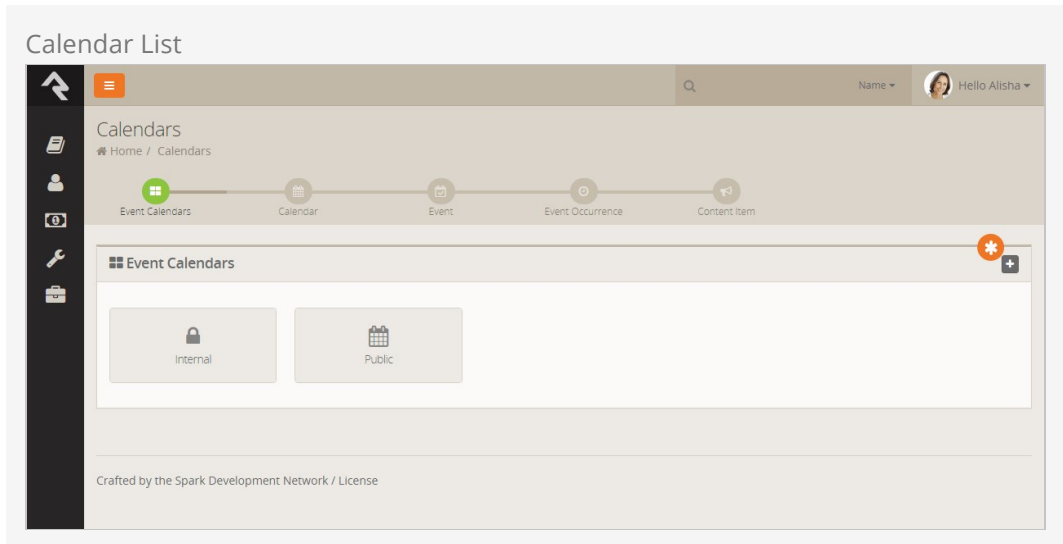 Calendar List
Name
Hello Alisha
Calendars
Home / Calendars
Event Calendars
Calendar
Event
Event Occurrence
Content Item
Event Calendars
Internal
Public
Crafted by the Spark Development Network / License